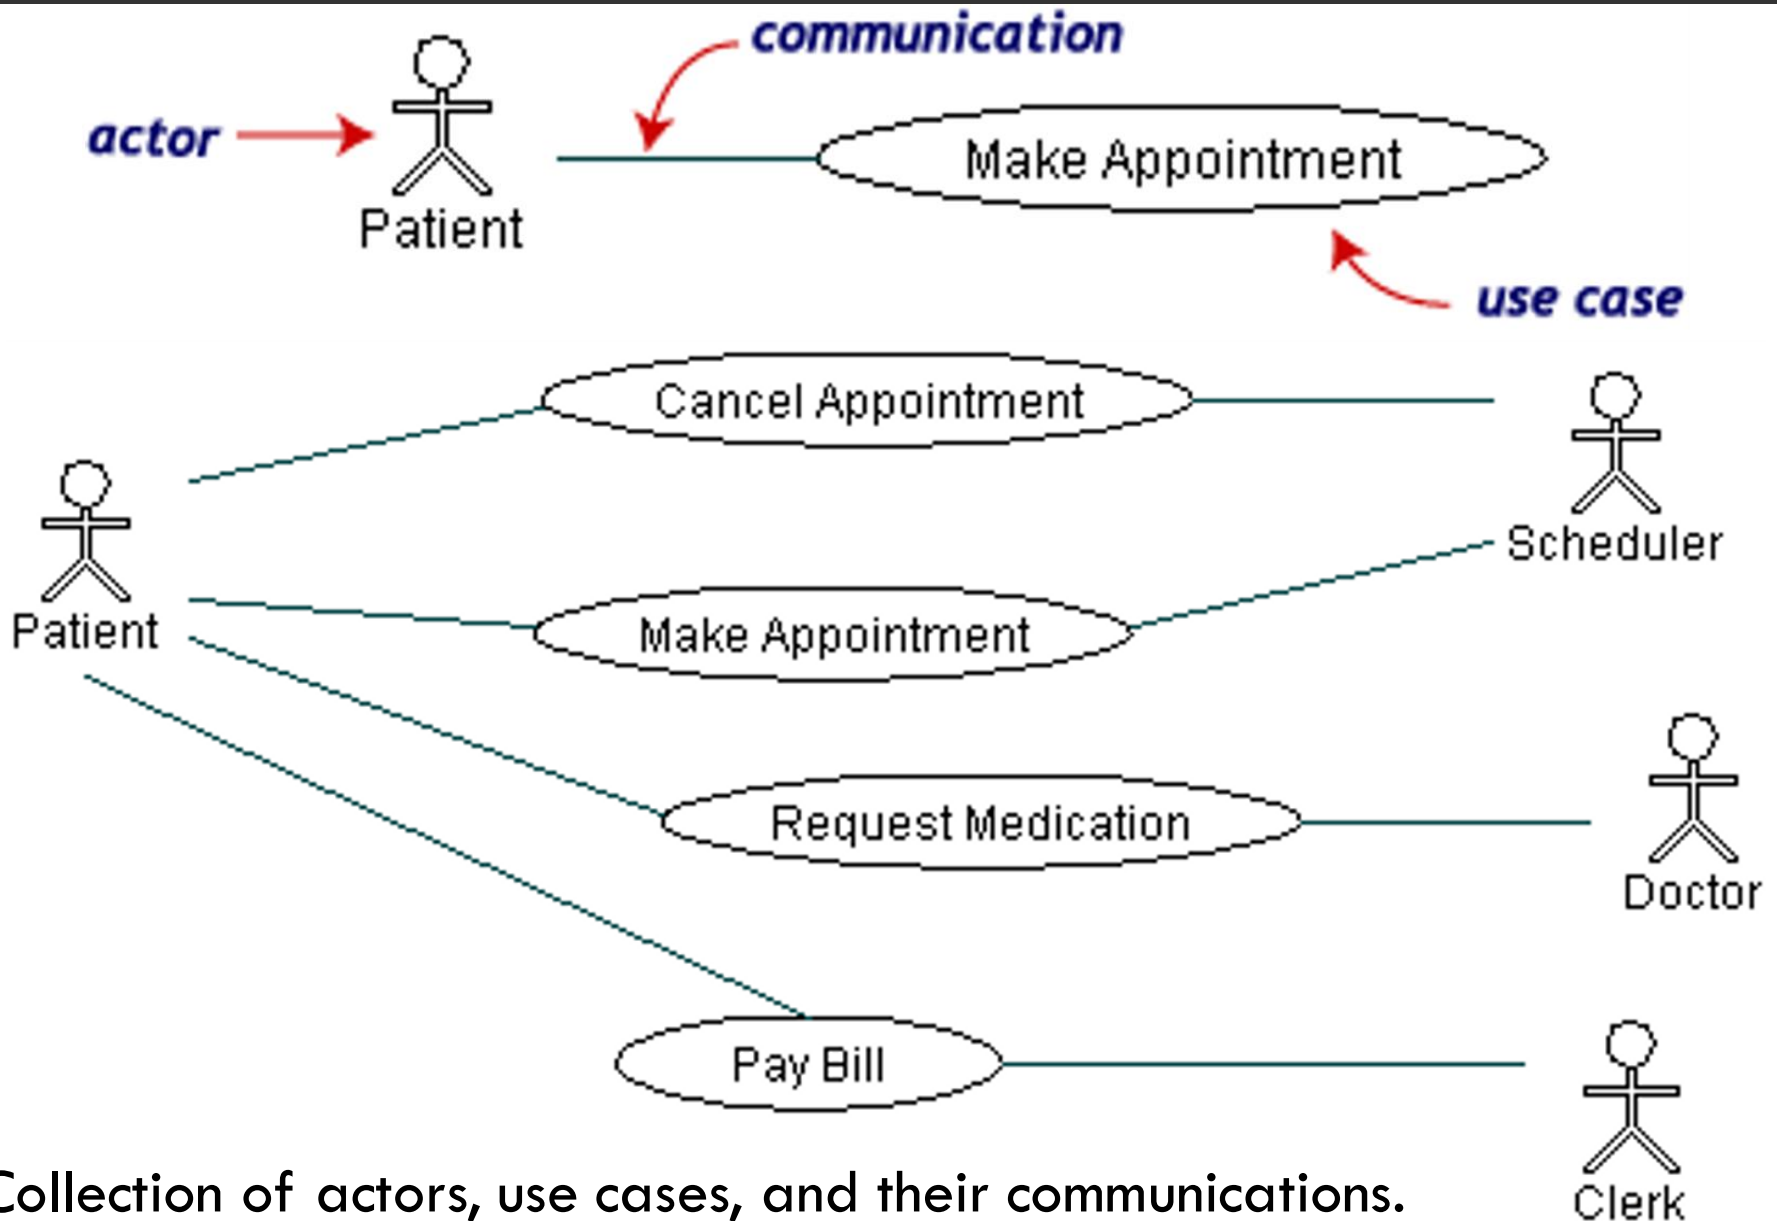 communication
actor
Make Appointment
Patient
use case
Cancel Appointment
Scheduler
Patient
Make Appointment
Request Medication
Doctor
Pay Bill
Collection of actors, use cases, and their communications.
Clerk